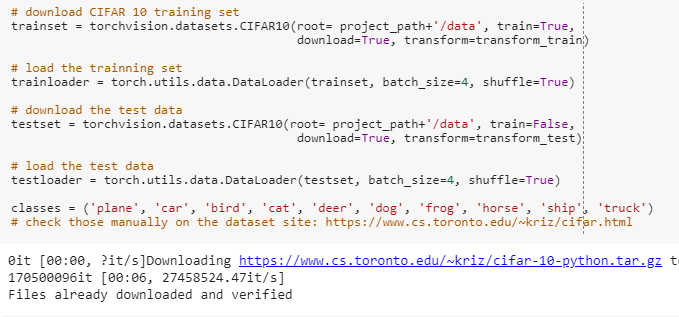 # download CIFAR 10 training set
trainset = torchvision.datasets.CIFAR10(root= project_path+'/data', train=True,
                                        download=True, transform=transform_train)

# load the trainning set
trainloader = torch.utils.data.DataLoader(trainset, batch_size=4, shuffle=True)

# download the test data
testset = torchvision.datasets.CIFAR10(root= project_path+'/data', train=False,
                                        download=True, transform=transform_test)

# load the test data
testloader = torch.utils.data.DataLoader(testset, batch_size=4, shuffle=True)

classes = ('plane', 'car', 'bird', 'cat', 'deer', 'dog', 'frog', 'horse', 'ship', 'truck')
# check those manually on the dataset site: https://www.cs.toronto.edu/~kriz/cifar.html
0it [00:00, ?it/s]Downloading https://www.cs.toronto.edu/~kriz/cifar-10-python.tar.gz to
170500096it [00:06, 27458524.47it/s]
Files already downloaded and verified